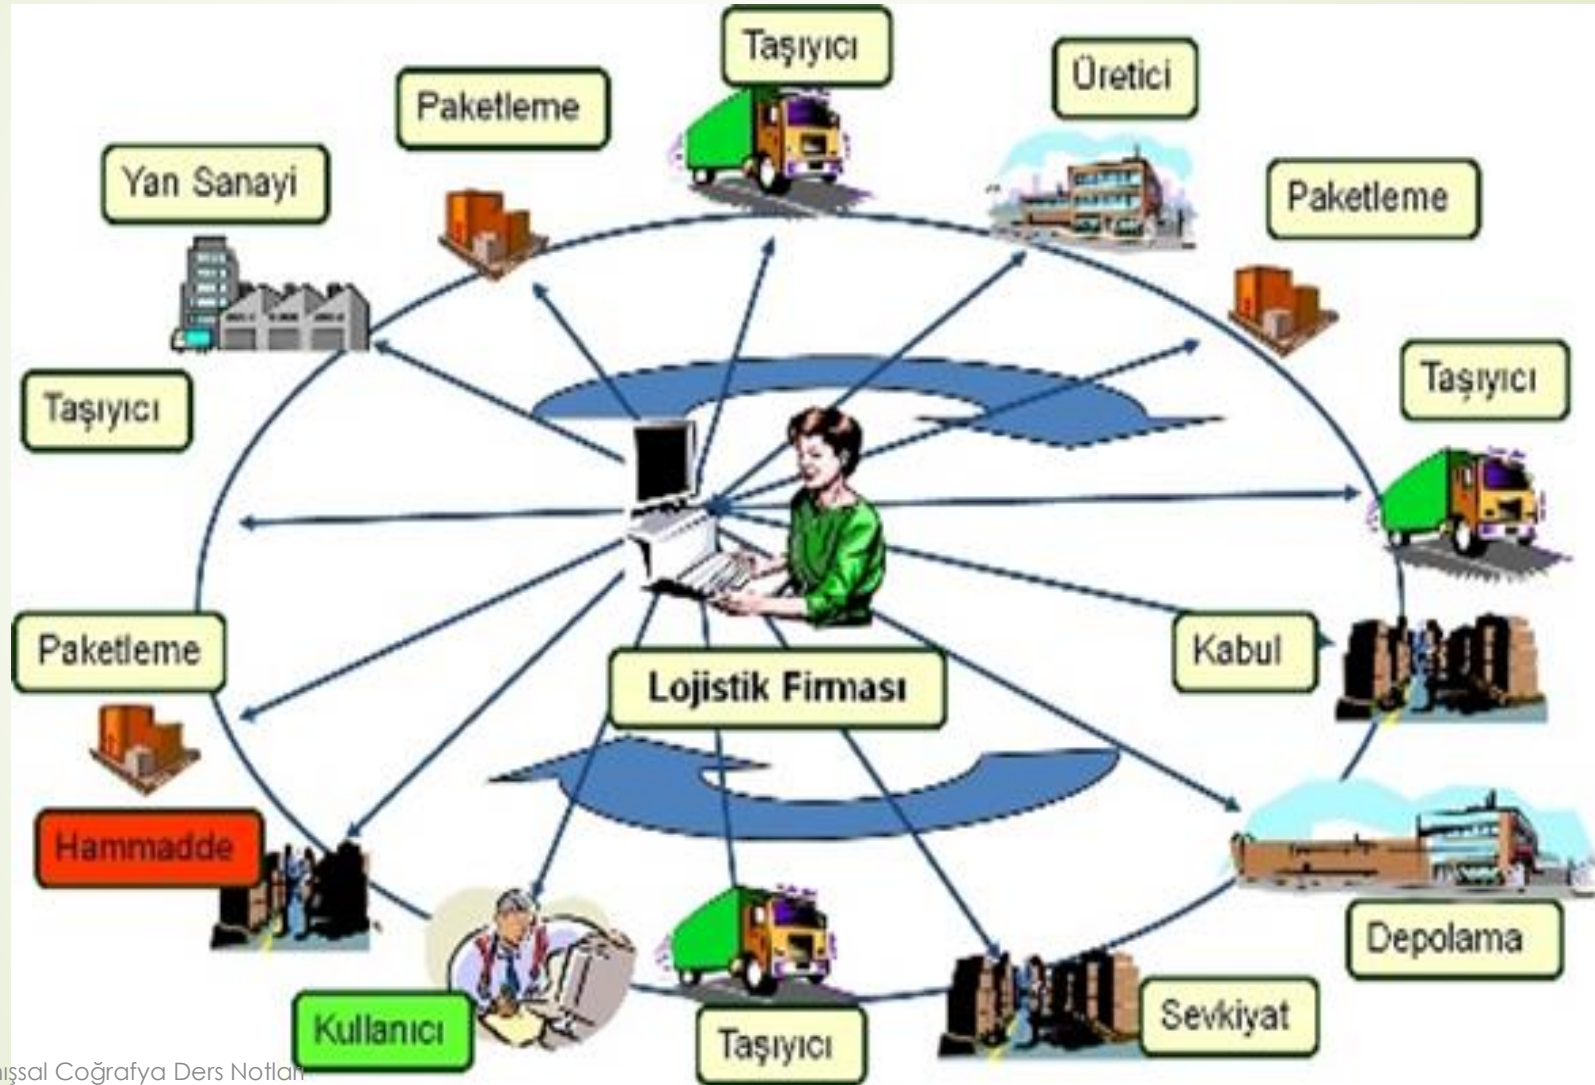 Taşıyıcı
Üretici
Paketleme
Yan Sanayi
Paketleme
Taşıyıcı
Taşıyıcı
Paketleme
Kabul
Lojistik Firması
Hammadde
Depolama
Kullanıcı
Taşıyıcı
Sevkiyat
Coğrafya Ders Notları